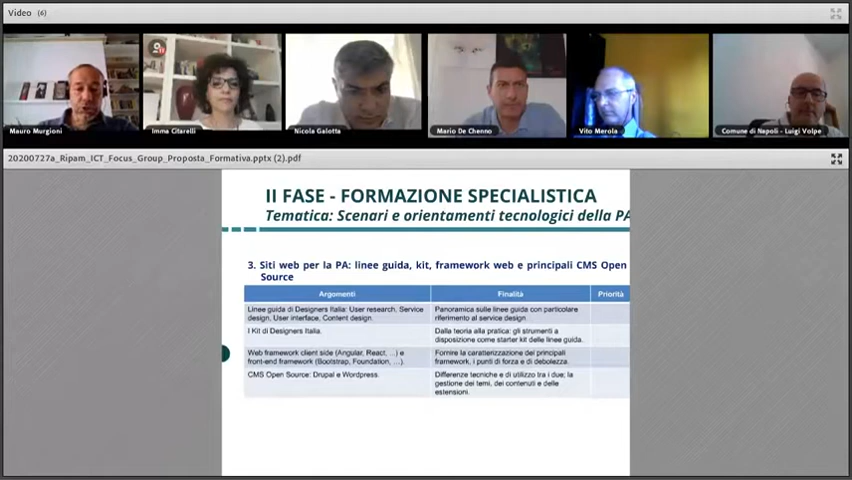 Video (6)
Mauro Murgioni
Imma Citarelli
Nicola Galotta
Mario De Chenno
Vito Merola
Comune di Napoli - Luigi Volpe
20200727a_Ripam_ICT_Focus_Group_Proposta_Formativa.pptx (2).pdf
II FASE - FORMAZIONE SPECIALISTICA
Tematica: Scenari e orientamenti tecnologici della PA
3. Siti web per la PA: linee guida, kit, framework web e principali CMS Open
Source
Argomenti Finalità Priorità
Linee guida di Designers Italia: User research, Service
design, User interface, Content design.
Panoramica sulle linee guida con particolare
riferimento al service design.
I Kit di Designers Italia.
Dalla teoria alla pratica: gli strumenti a
disposizione come starter kit delle linee guida.
Web framework client side (Angular, React, ...) e
front-end framework (Bootstrap, Foundation, ...).
Fornire la caratterizzazione dei principali
framework, i punti di forza e di debolezza.
CMS Open Source: Drupal e Wordpress.
Differenze tecniche e di utilizzo tra i due; la
gestione dei temi, dei contenuti e delle
estensioni.